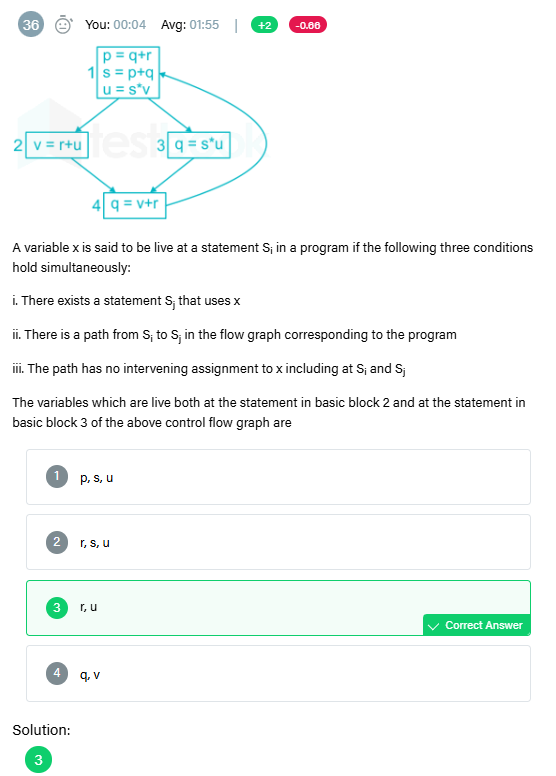 36 You: 00:04 Avg: 01:55 | +2 -0.66
p = q+r
1 s = p+q
u = s*v
2 v = r+u 3 q = s*u
4 q = v+r
testbook
A variable x is said to be live at a statement Si in a program if the following three conditions
hold simultaneously:
i. There exists a statement Sj that uses x
ii. There is a path from Si to Sj in the flow graph corresponding to the program
iii. The path has no intervening assignment to x including at Si and Sj
The variables which are live both at the statement in basic block 2 and at the statement in
basic block 3 of the above control flow graph are
1 p, s, u
2 r, s, u
3 r, u
Correct Answer
4 q, v
Solution:
3